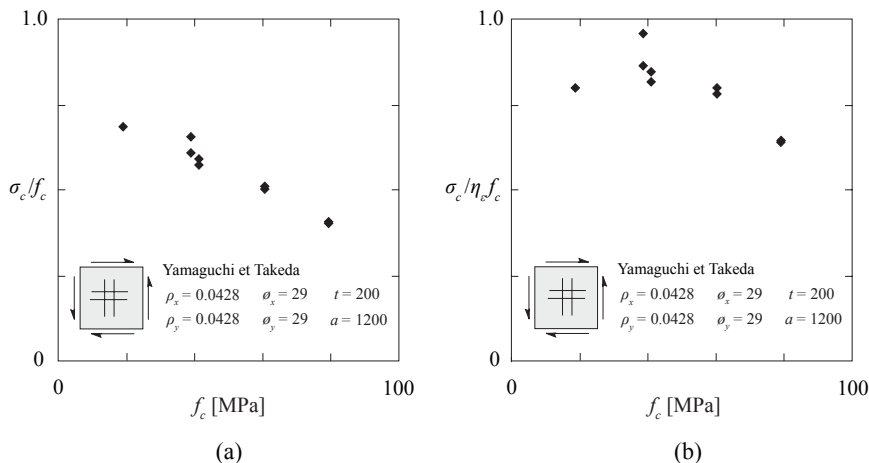 1.0
σc/fc
Yamaguchi et Takeda
ρx = 0.0428 øx = 29 t = 200
ρy = 0.0428 øy = 29 a = 1200
0
0 100
fc [MPa]
(a)
1.0
σc/ηεfc
Yamaguchi et Takeda
ρx = 0.0428 øx = 29 t = 200
ρy = 0.0428 øy = 29 a = 1200
0
0 100
fc [MPa]
(b)